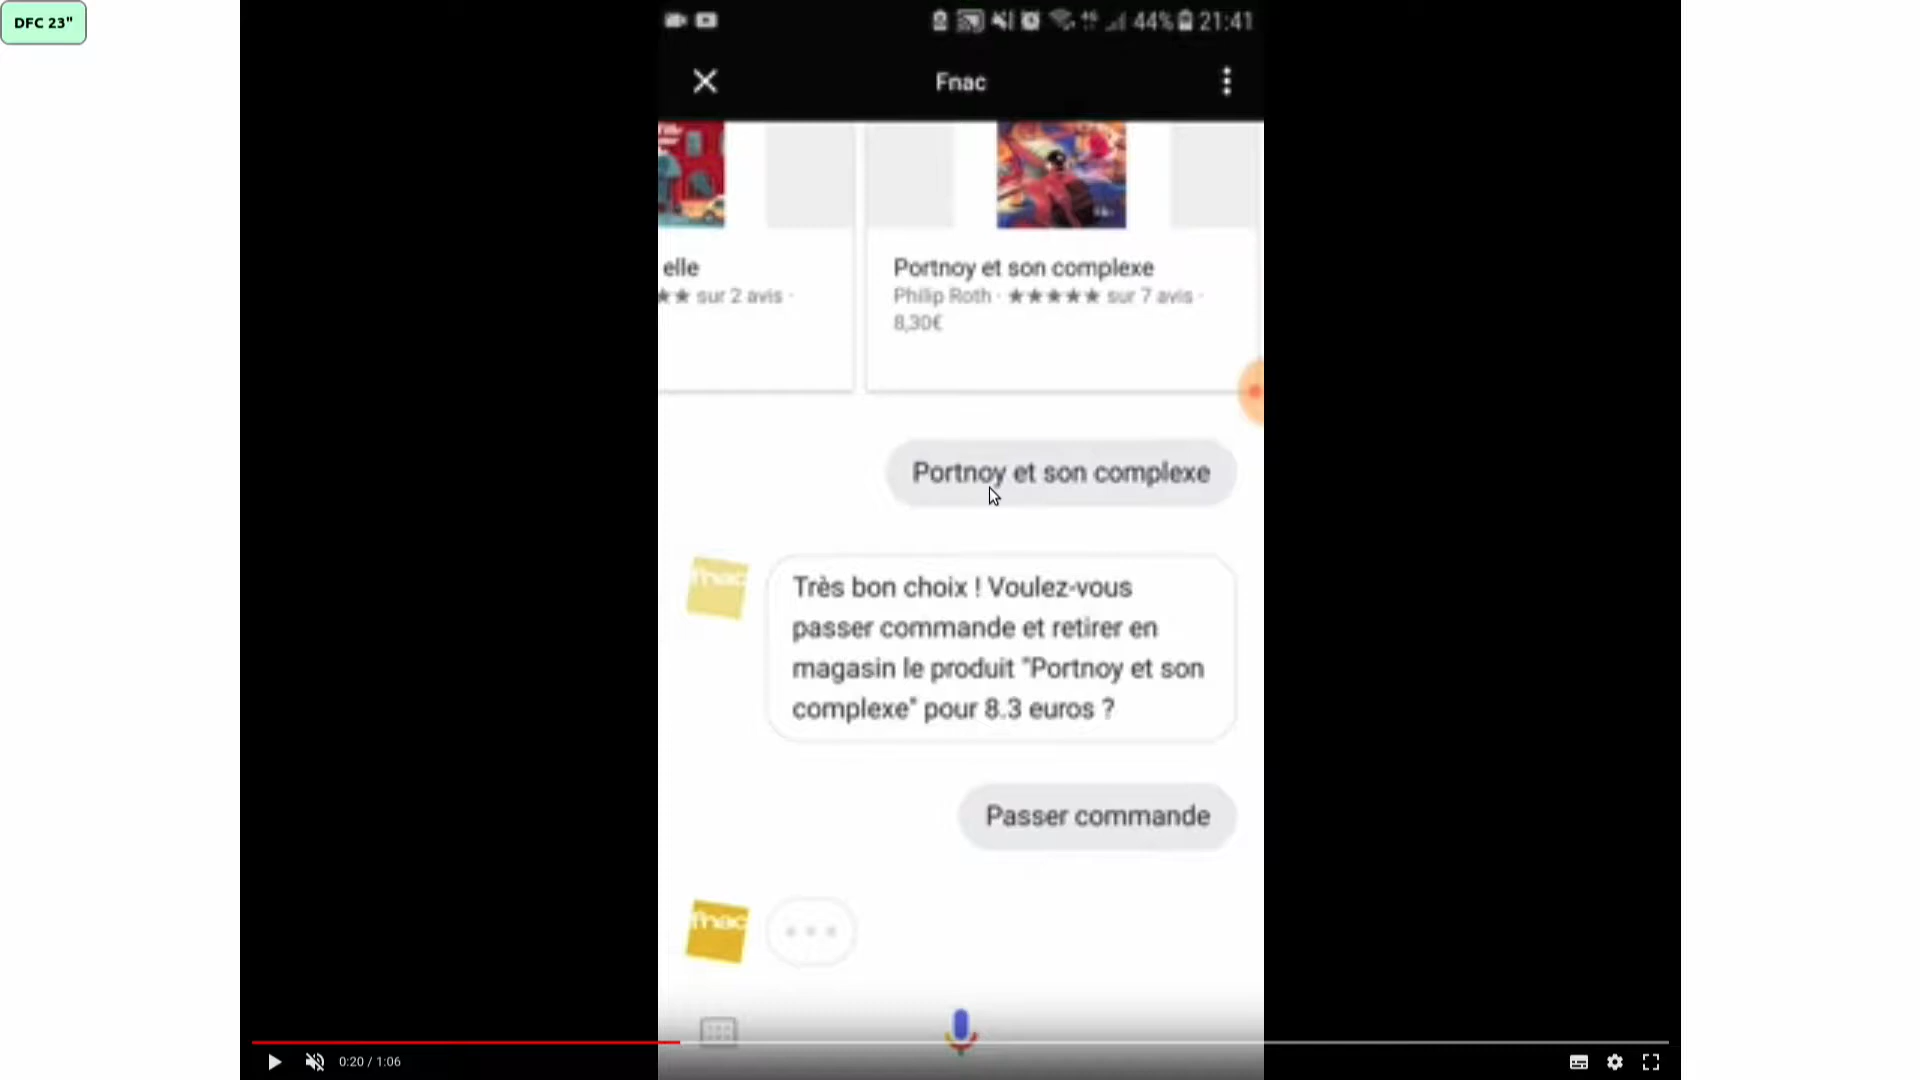 DFC 23"
44% 21:41
Fnac
elle
★★ sur 2 avis ·
Portnoy et son complexe
Philip Roth · ★★★★★ sur 7 avis ·
8,30€
Portnoy et son complexe
fnac
Très bon choix ! Voulez-vous
passer commande et retirer en
magasin le produit "Portnoy et son
complexe" pour 8.3 euros ?
Passer commande
fnac
0:20 / 1:06